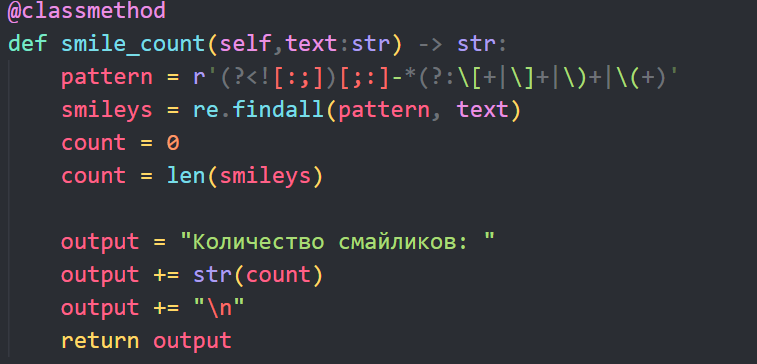 @classmethod
def smile_count(self,text:str) -> str:
    pattern = r'(?<![:;])[;:]-*(?:\[+|\]+|\)+|\(+)'
    smileys = re.findall(pattern, text)
    count = 0
    count = len(smileys)
    output = "Количество смайликов: "
    output += str(count)
    output += "\n"
    return output